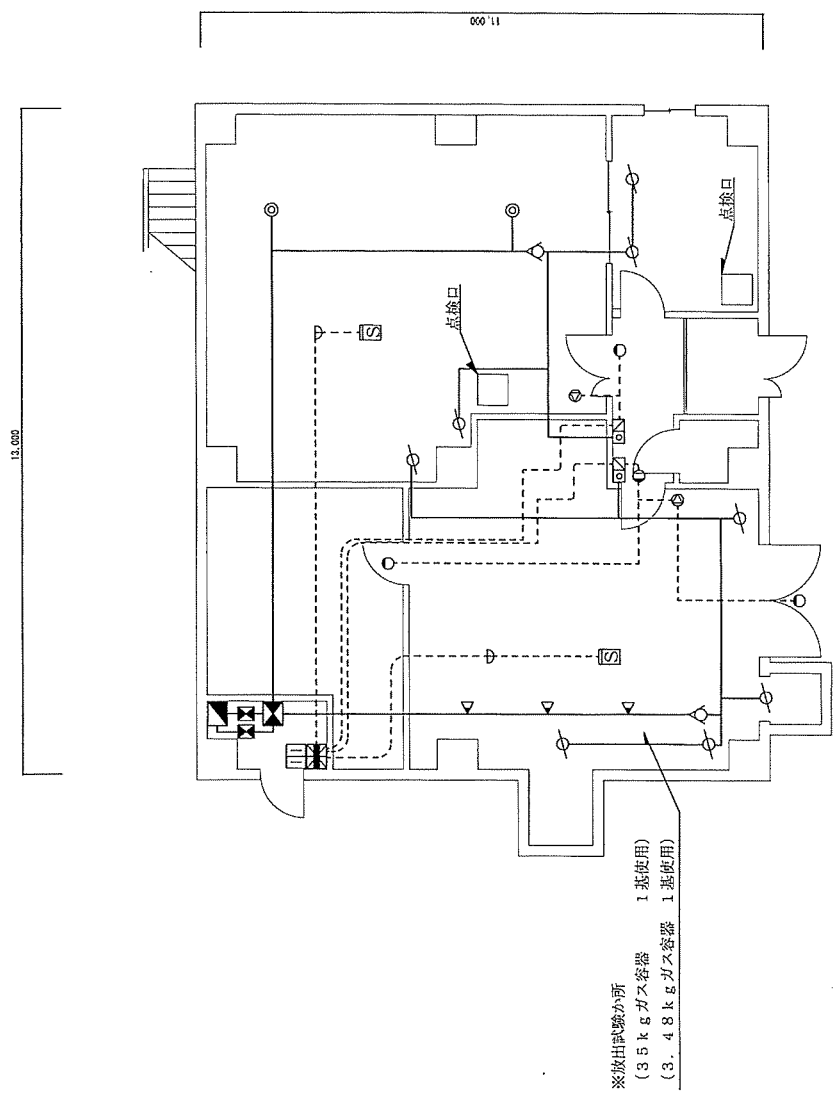 11,000
13,000
点検口
点検口
S
S
※放出試験か所
（35kgガス容器　　１基使用）
（3.48kgガス容器　１基使用）